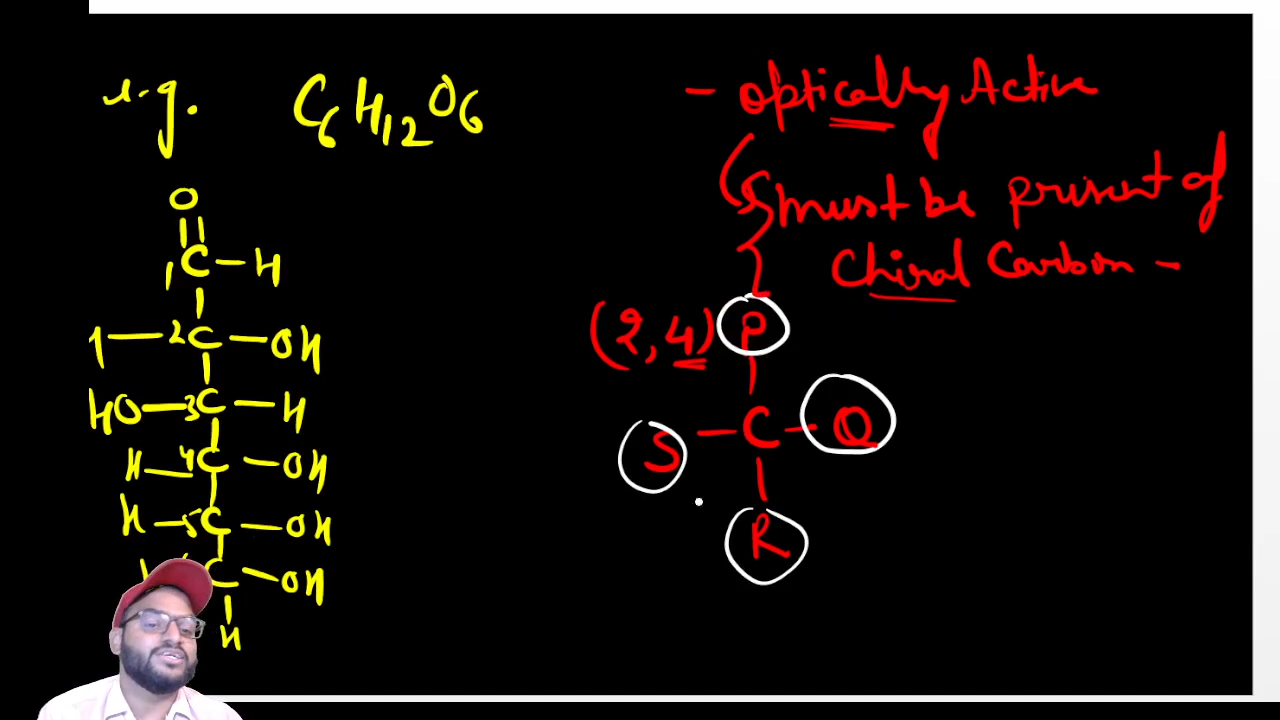 e.g. C6H12O6
O
1C-H
2C-OH
HO-3C-H
H-4C-OH
H-5C-OH
C-OH
H
- optically Active
must be present of
Chiral Carbon -
(2,4) P
S-C-Q
R